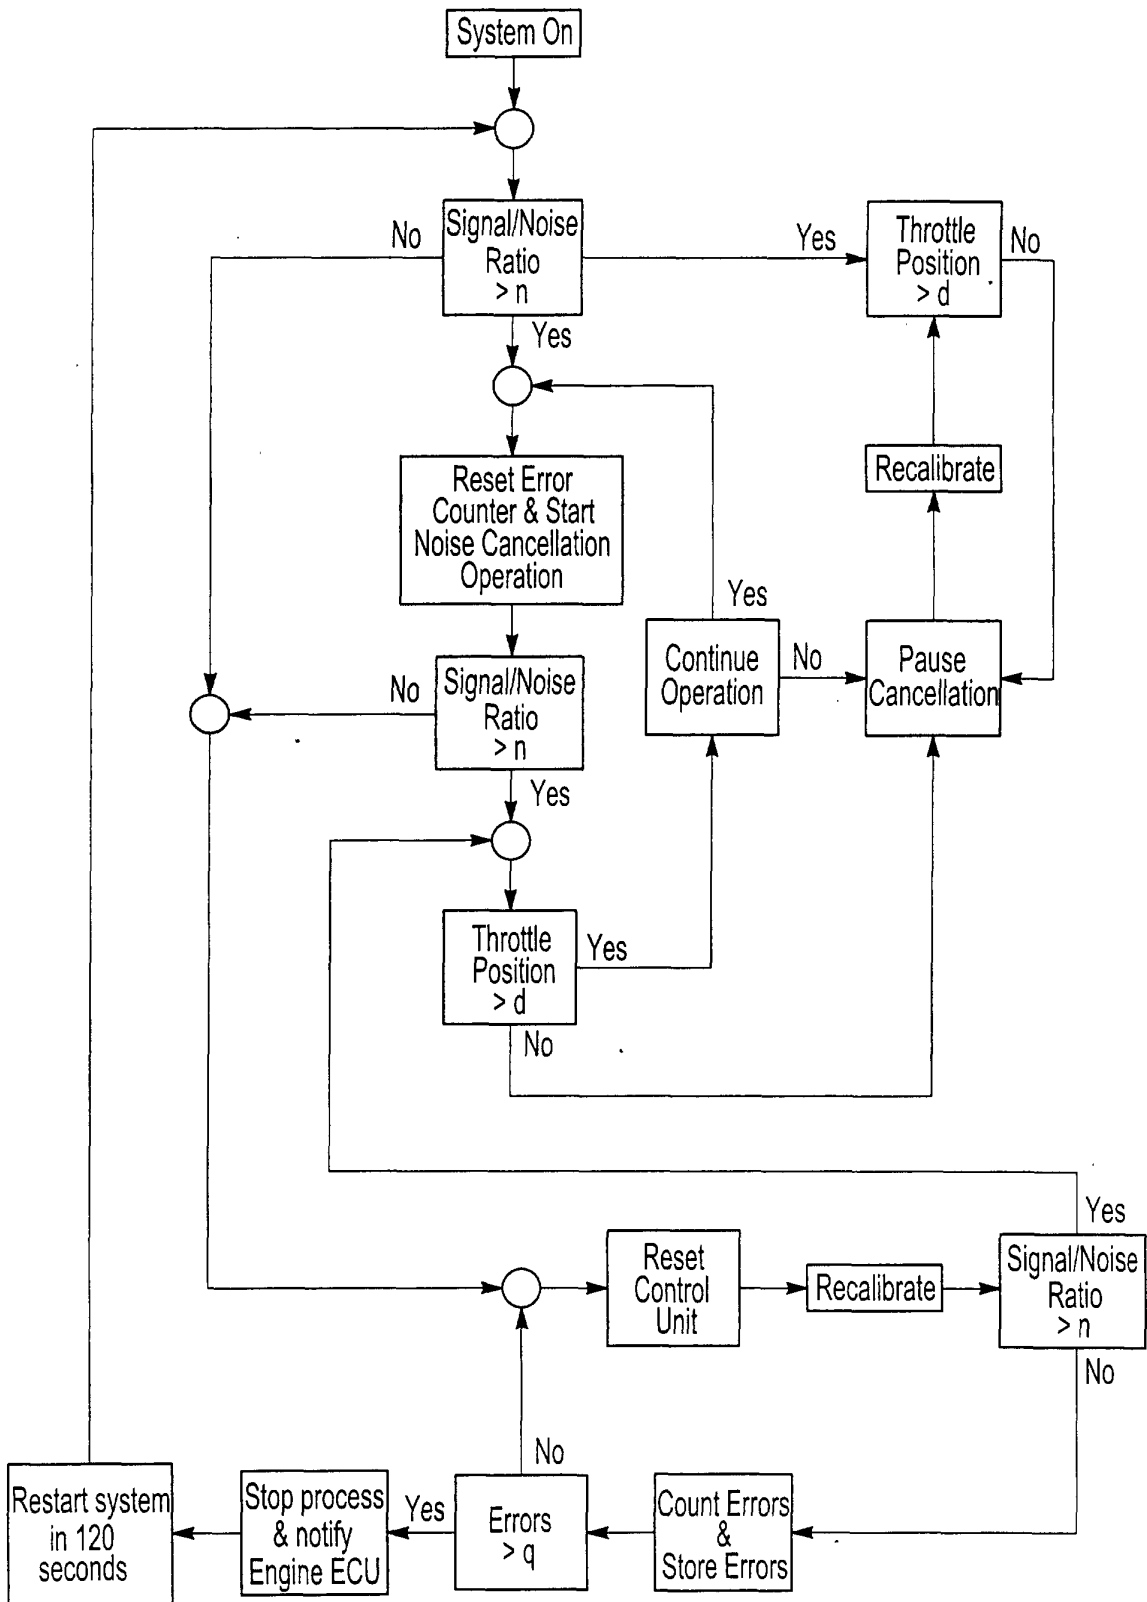 System On
Signal/Noise
Ratio
> n
No
Yes
Yes
Throttle
Position
> d
No
Reset Error
Counter & Start
Noise Cancellation
Operation
Recalibrate
Yes
Continue
Operation
No
Pause
Cancellation
Signal/Noise
Ratio
> n
No
Yes
Throttle
Position
> d
Yes
No
Reset
Control
Unit
Recalibrate
Yes
Signal/Noise
Ratio
> n
No
Restart system
in 120
seconds
Stop process
& notify
Engine ECU
Yes
No
Errors
> q
Count Errors
&
Store Errors